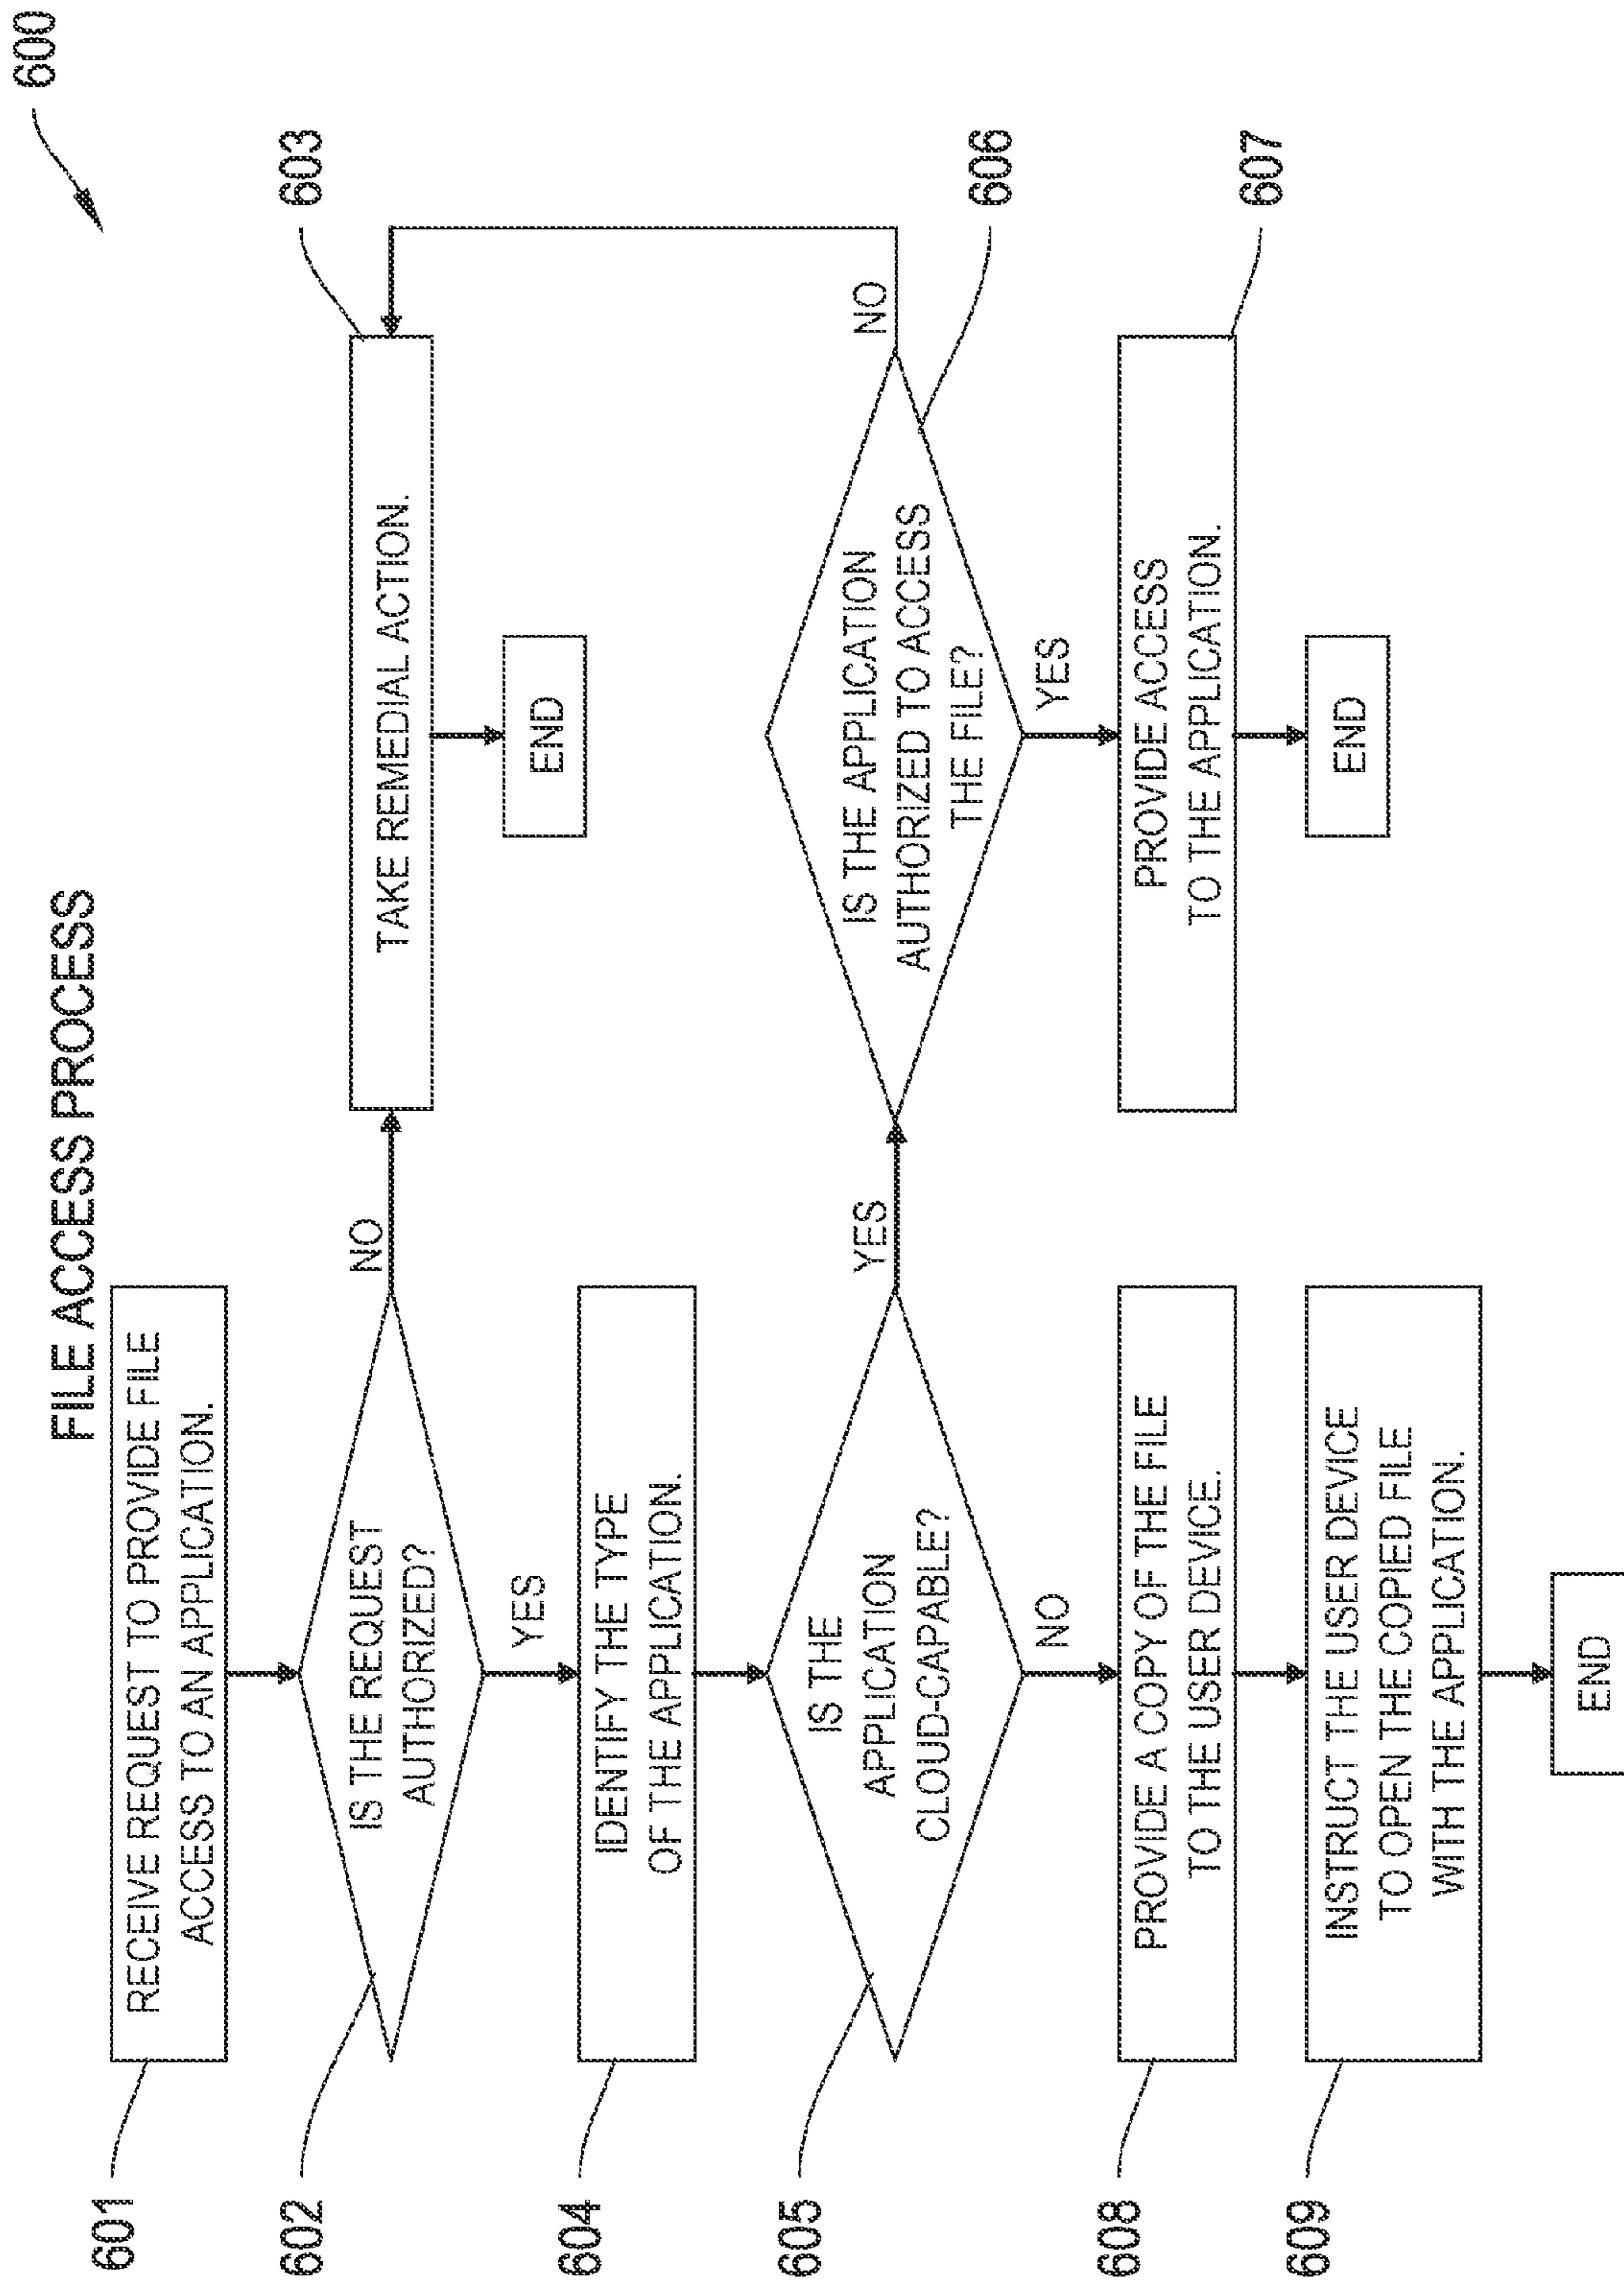 FILE ACCESS PROCESS
600
601
RECEIVE REQUEST TO PROVIDE FILE
ACCESS TO AN APPLICATION.
602
IS THE REQUEST
AUTHORIZED?
NO
603
TAKE REMEDIAL ACTION.
END
YES
604
IDENTIFY THE TYPE
OF THE APPLICATION.
605
IS THE
APPLICATION
CLOUD-CAPABLE?
YES
606
IS THE APPLICATION
AUTHORIZED TO ACCESS
THE FILE?
NO
YES
607
PROVIDE ACCESS
TO THE APPLICATION.
END
NO
608
PROVIDE A COPY OF THE FILE
TO THE USER DEVICE.
609
INSTRUCT THE USER DEVICE
TO OPEN THE COPIED FILE
WITH THE APPLICATION.
END